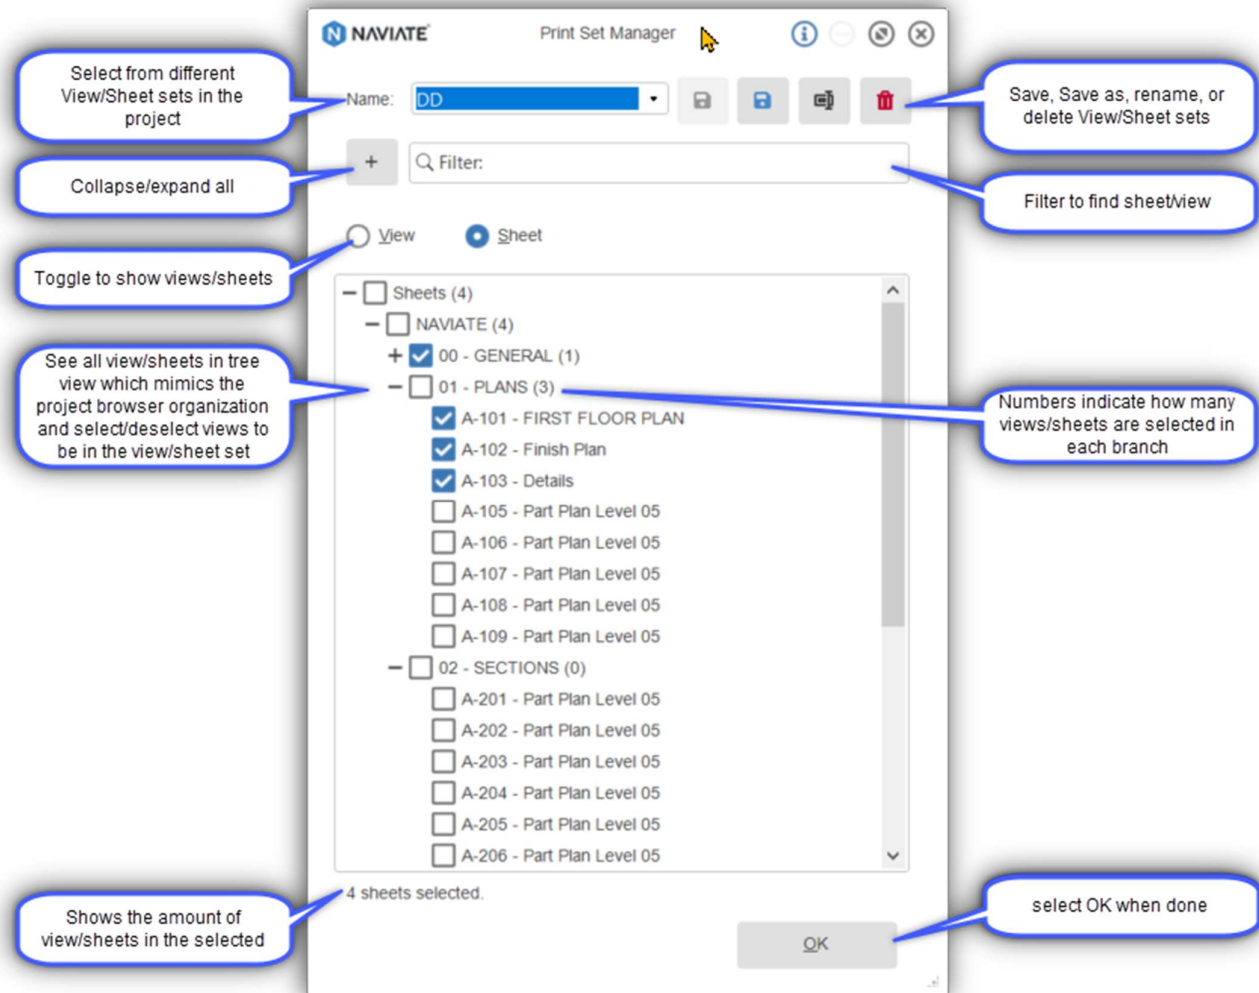 NAVIATE
Print Set Manager
Select from different
View/Sheet sets in the
project
Name:
DD
Save, Save as, rename, or
delete View/Sheet sets
Collapse/expand all
+
Filter:
Filter to find sheet/view
View
Sheet
Toggle to show views/sheets
Sheets (4)
NAVIATE (4)
00 - GENERAL (1)
01 - PLANS (3)
See all view/sheets in tree
view which mimics the
project browser organization
and select/deselect views to
be in the view/sheet set
Numbers indicate how many
views/sheets are selected in
each branch
A-101 - FIRST FLOOR PLAN
A-102 - Finish Plan
A-103 - Details
A-105 - Part Plan Level 05
A-106 - Part Plan Level 05
A-107 - Part Plan Level 05
A-108 - Part Plan Level 05
A-109 - Part Plan Level 05
02 - SECTIONS (0)
A-201 - Part Plan Level 05
A-202 - Part Plan Level 05
A-203 - Part Plan Level 05
A-204 - Part Plan Level 05
A-205 - Part Plan Level 05
A-206 - Part Plan Level 05
4 sheets selected.
Shows the amount of
view/sheets in the selected
select OK when done
OK